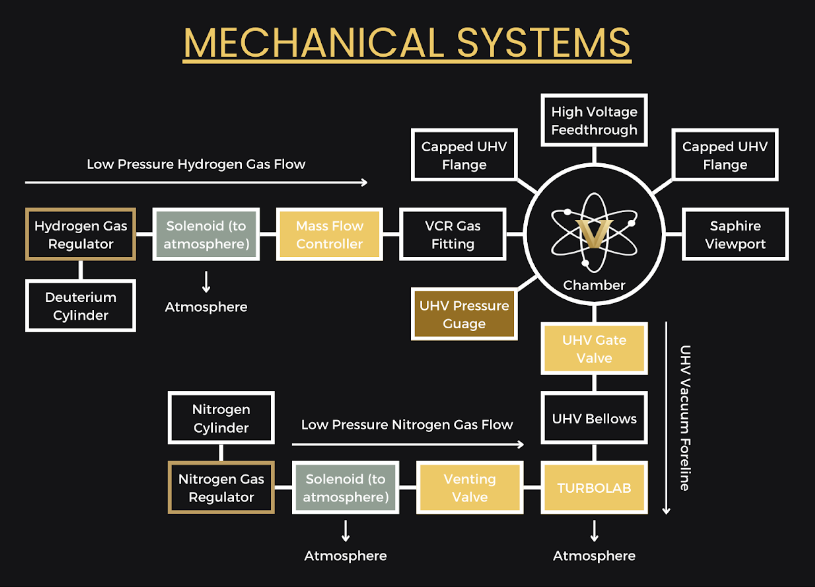 MECHANICAL SYSTEMS
High Voltage
Feedthrough
Capped UHV
Flange
Capped UHV
Flange
Low Pressure Hydrogen Gas Flow
Hydrogen Gas
Regulator
Solenoid (to
atmosphere)
Mass Flow
Controller
VCR Gas
Fitting
V
Chamber
Saphire
Viewport
Deuterium
Cylinder
Atmosphere
UHV Pressure
Guage
UHV Gate
Valve
UHV Vacuum Foreline
Nitrogen
Cylinder
Low Pressure Nitrogen Gas Flow
UHV Bellows
Nitrogen Gas
Regulator
Solenoid (to
atmosphere)
Venting
Valve
TURBOLAB
Atmosphere
Atmosphere